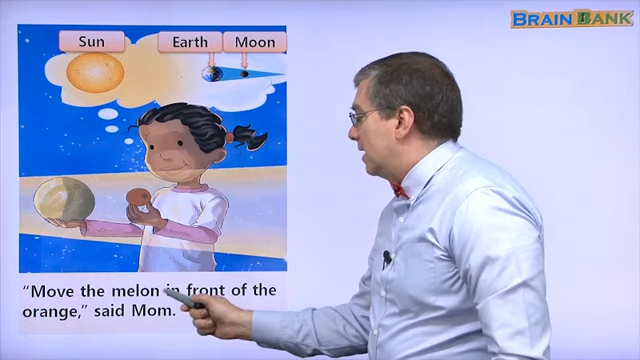 BRAIN BANK
Sun
Earth
Moon
“Move the melon in front of the
orange,” said Mom.